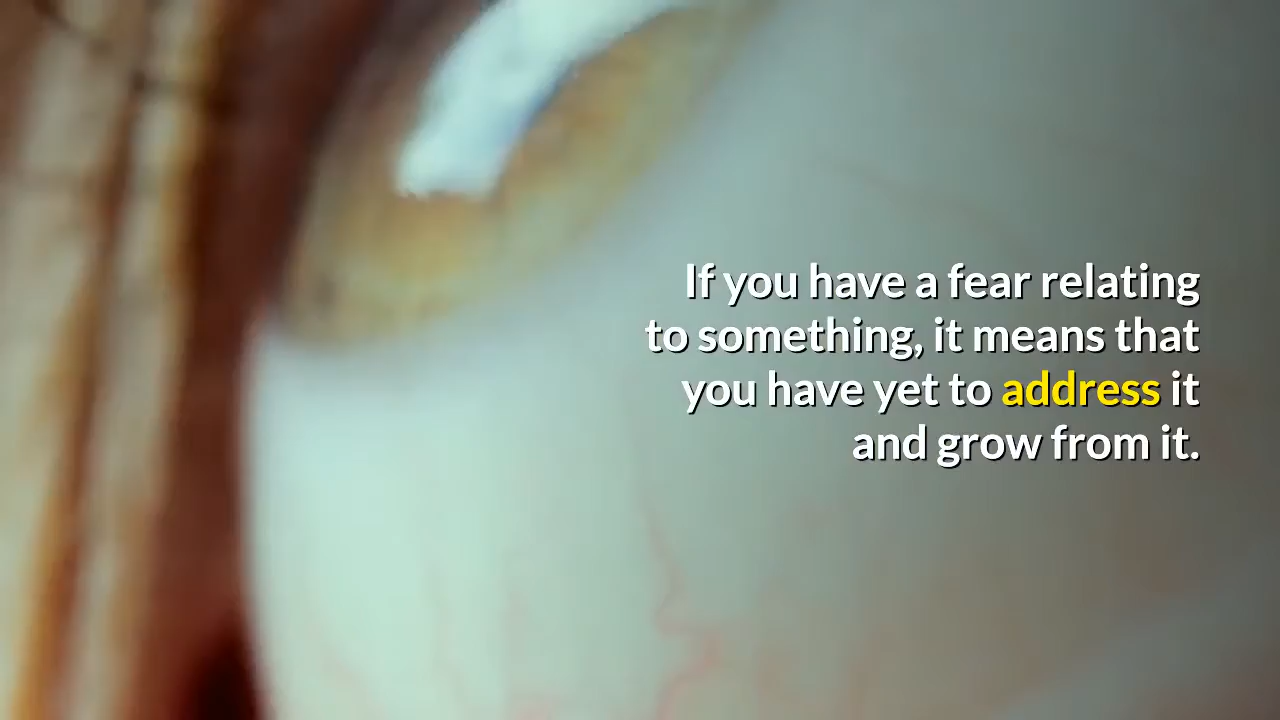 If you have a fear relating
to something, it means that
you have yet to address it
and grow from it.